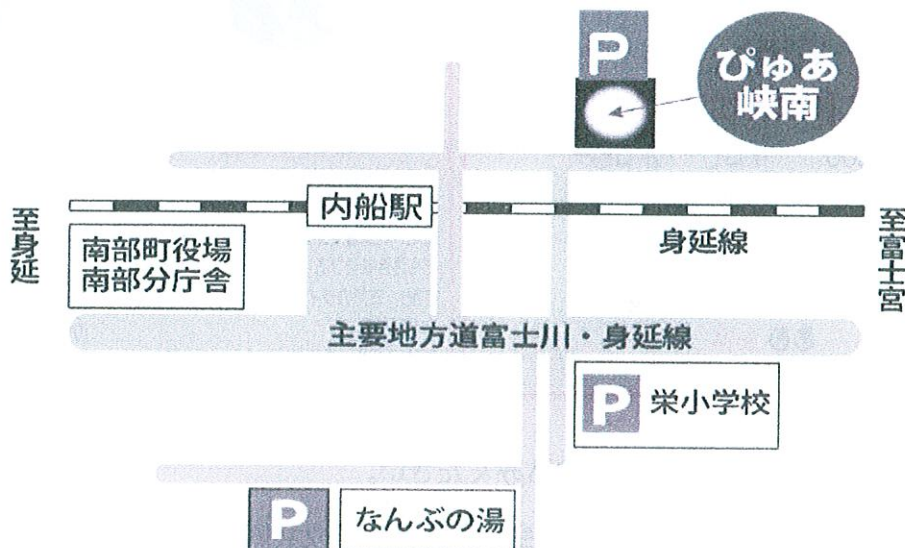 P
ぴゅあ
峡南
内船駅
至身延
南部町役場
南部分庁舎
身延線
至富士宮
主要地方道富士川・身延線
P
栄小学校
P
なんぶの湯